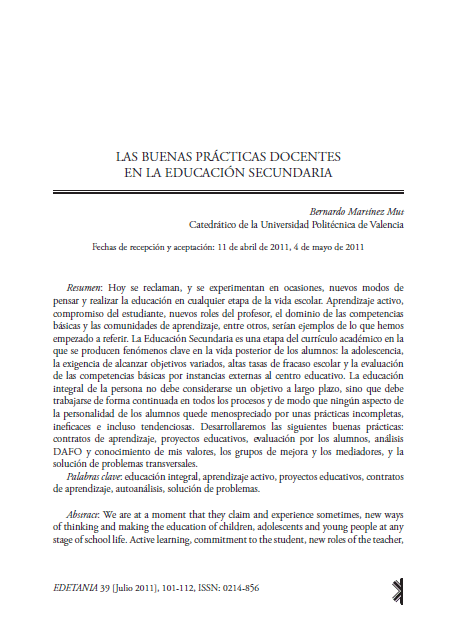 LAS BUENAS PRÁCTICAS DOCENTES
EN LA EDUCACIÓN SECUNDARIA
Bernardo Martínez Mus
Catedrático de la Universidad Politécnica de Valencia
Fechas de recepción y aceptación: 11 de abril de 2011, 4 de mayo de 2011
Resumen: Hoy se reclaman, y se experimentan en ocasiones, nuevos modos de
pensar y realizar la educación en cualquier etapa de la vida escolar. Aprendizaje activo,
compromiso del estudiante, nuevos roles del profesor, el dominio de las competencias
básicas y las comunidades de aprendizaje, entre otros, serían ejemplos de lo que hemos
empezado a referir. La Educación Secundaria es una etapa del currículo académico en la
que se producen fenómenos clave en la vida posterior de los alumnos: la adolescencia,
la exigencia de alcanzar objetivos variados, altas tasas de fracaso escolar y la evaluación
de las competencias básicas por instancias externas al centro educativo. La educación
integral de la persona no debe considerarse un objetivo a largo plazo, sino que debe
trabajarse de forma continuada en todos los procesos y de modo que ningún aspecto de
la personalidad de los alumnos quede menospreciado por unas prácticas incompletas,
ineficaces e incluso tendenciosas. Desarrollaremos las siguientes buenas prácticas:
contratos de aprendizaje, proyectos educativos, evaluación por los alumnos, análisis
DAFO y conocimiento de mis valores, los grupos de mejora y los mediadores, y la
solución de problemas transversales.
Palabras clave: educación integral, aprendizaje activo, proyectos educativos, contratos
de aprendizaje, autoanálisis, solución de problemas.
Absract: We are at a moment that they claim and experience sometimes, new ways
of thinking and making the education of children, adolescents and young people at any
stage of school life. Active learning, commitment to the student, new roles of the teacher,
EDETANIA 39 [Julio 2011], 101-112, ISSN: 0214-856